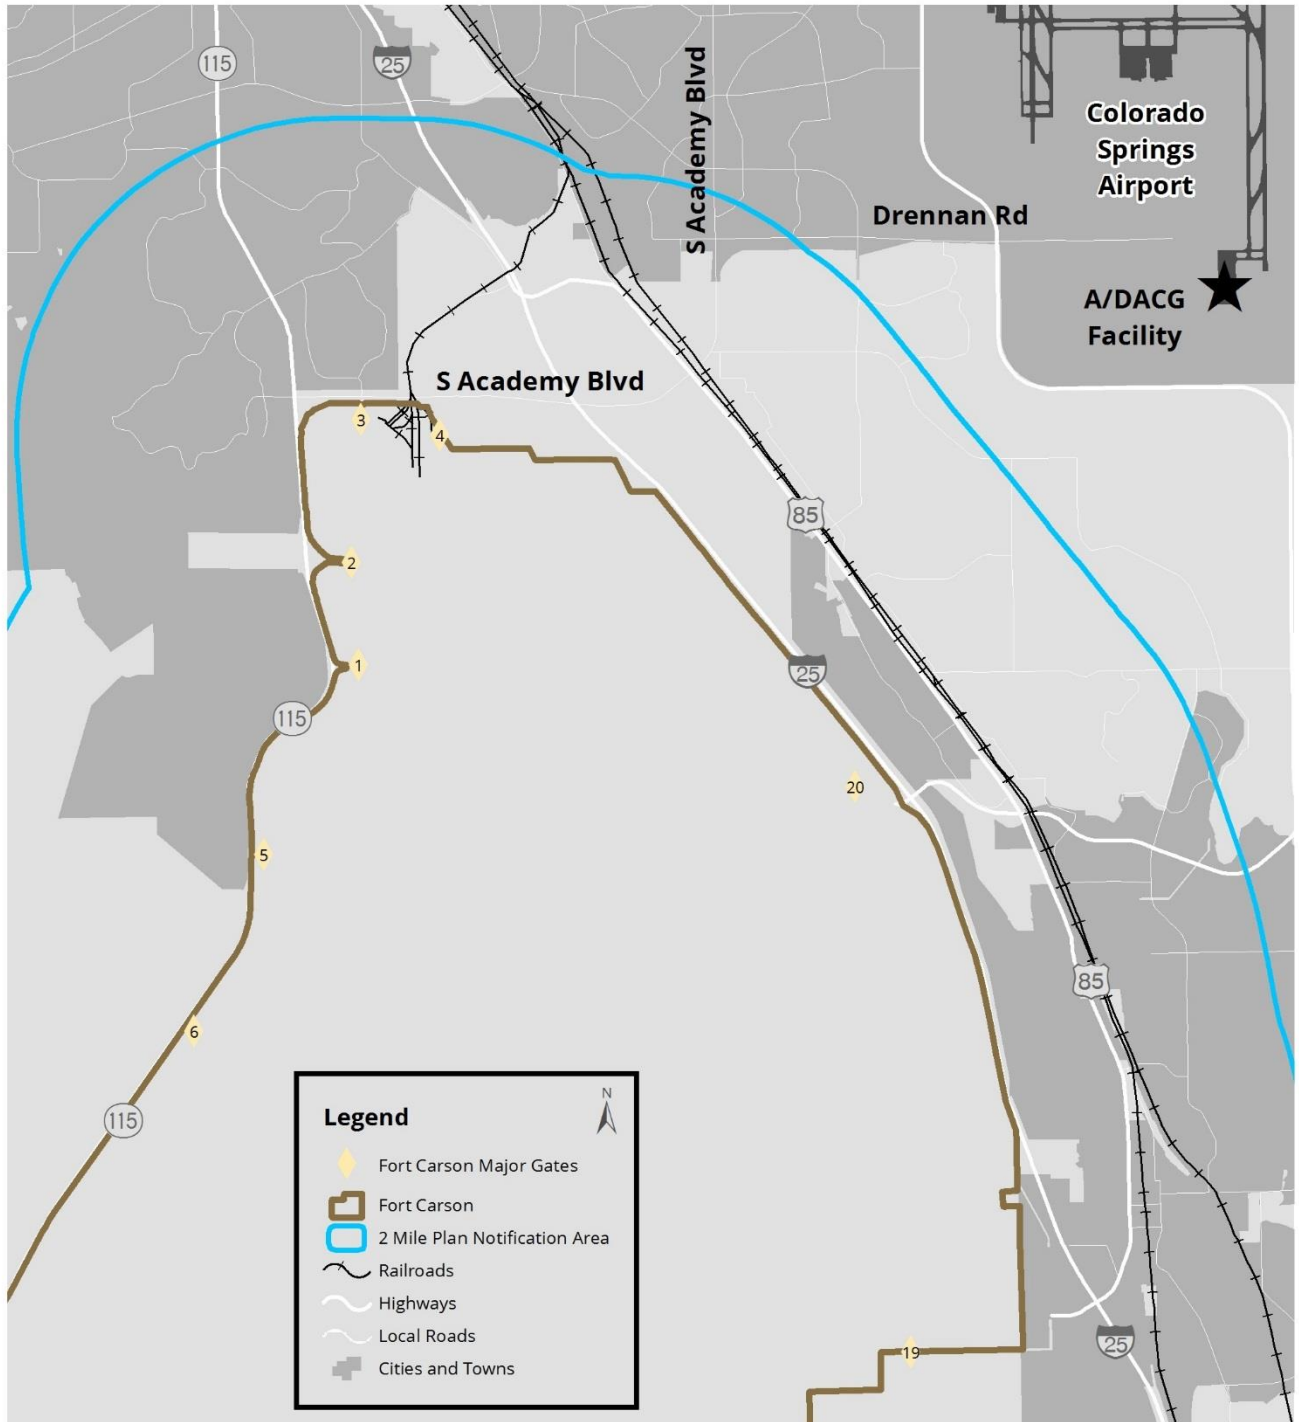 115
25
S Academy Blvd
Colorado
Springs
Airport
Drennan Rd
A/DACG
Facility
S Academy Blvd
3
4
85
2
1
25
115
20
5
85
6
115
Legend
N
Fort Carson Major Gates
Fort Carson
2 Mile Plan Notification Area
Railroads
Highways
Local Roads
Cities and Towns
19
25